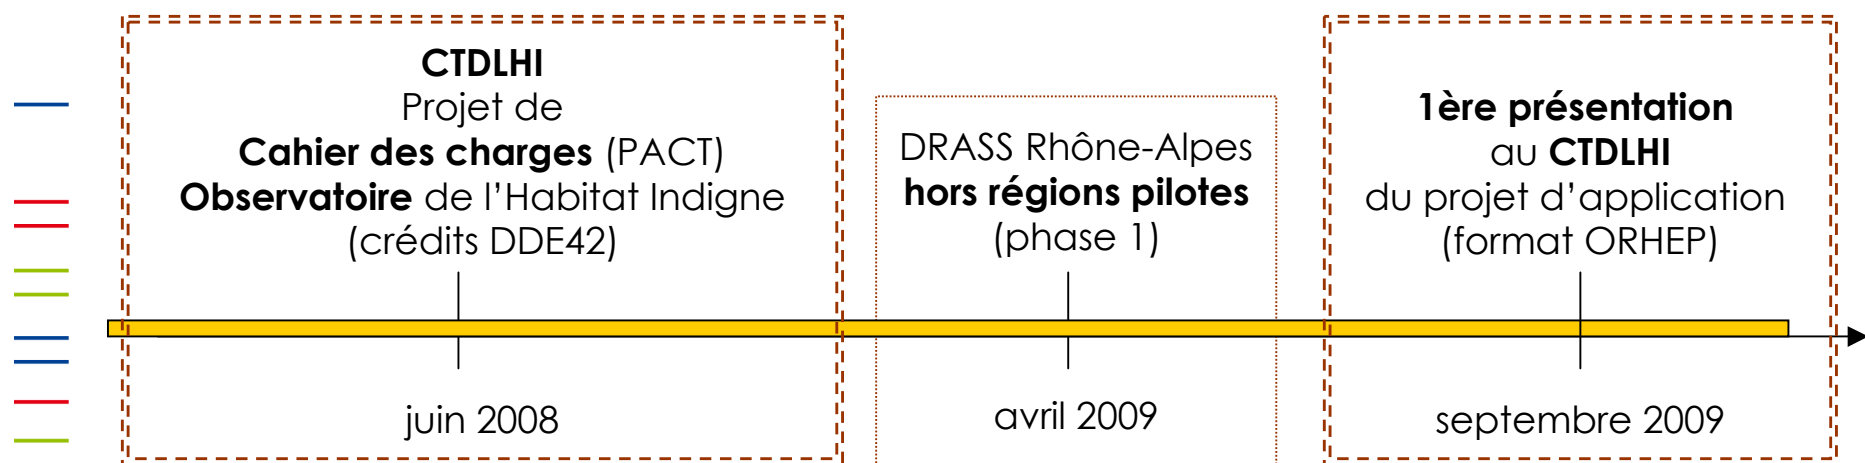 CTDLHI
Projet de
Cahier des charges (PACT)
Observatoire de l'Habitat Indigne
(crédits DDE42)
juin 2008
DRASS Rhône-Alpes
hors régions pilotes
(phase 1)
avril 2009
1ère présentation
au CTDLHI
du projet d'application
(format ORHEP)
septembre 2009